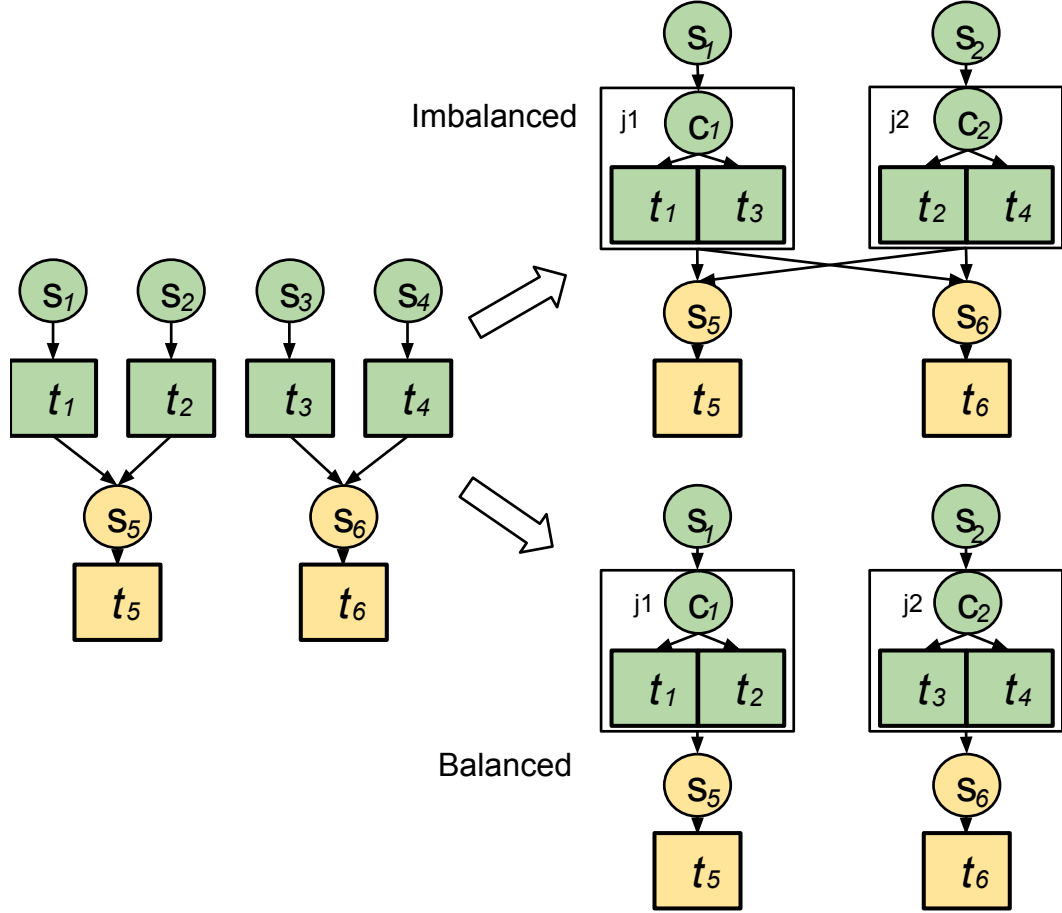 s1 s2
Imbalanced
j1 c1 j2 c2
t1 t3 t2 t4
s1 s2 s3 s4
s5 s6
t1 t2 t3 t4
t5 t6
s5 s6
t5 t6
s1 s2
j1 c1 j2 c2
t1 t2 t3 t4
Balanced
s5 s6
t5 t6